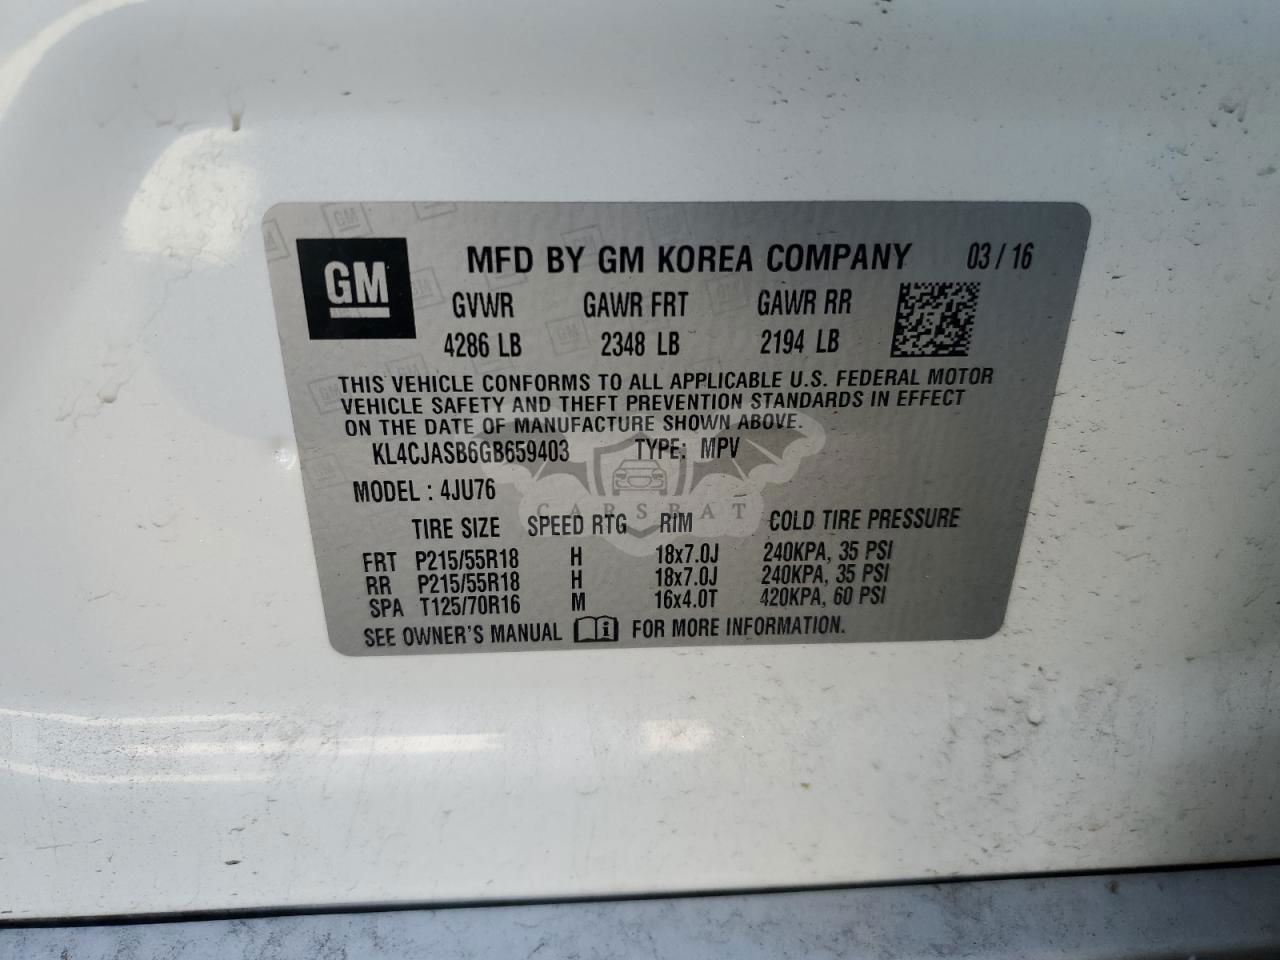 GM
MFD BY GM KOREA COMPANY 03 / 16
GVWR GAWR FRT GAWR RR
4286 LB 2348 LB 2194 LB
THIS VEHICLE CONFORMS TO ALL APPLICABLE U.S. FEDERAL MOTOR
VEHICLE SAFETY AND THEFT PREVENTION STANDARDS IN EFFECT
ON THE DATE OF MANUFACTURE SHOWN ABOVE.
KL4CJASB6GB659403 TYPE: MPV
MODEL : 4JU76
CARSBAT
TIRE SIZE SPEED RTG RIM COLD TIRE PRESSURE
FRT P215/55R18 H 18x7.0J 240KPA, 35 PSI
RR P215/55R18 H 18x7.0J 240KPA, 35 PSI
SPA T125/70R16 M 16x4.0T 420KPA, 60 PSI
SEE OWNER'S MANUAL i FOR MORE INFORMATION.